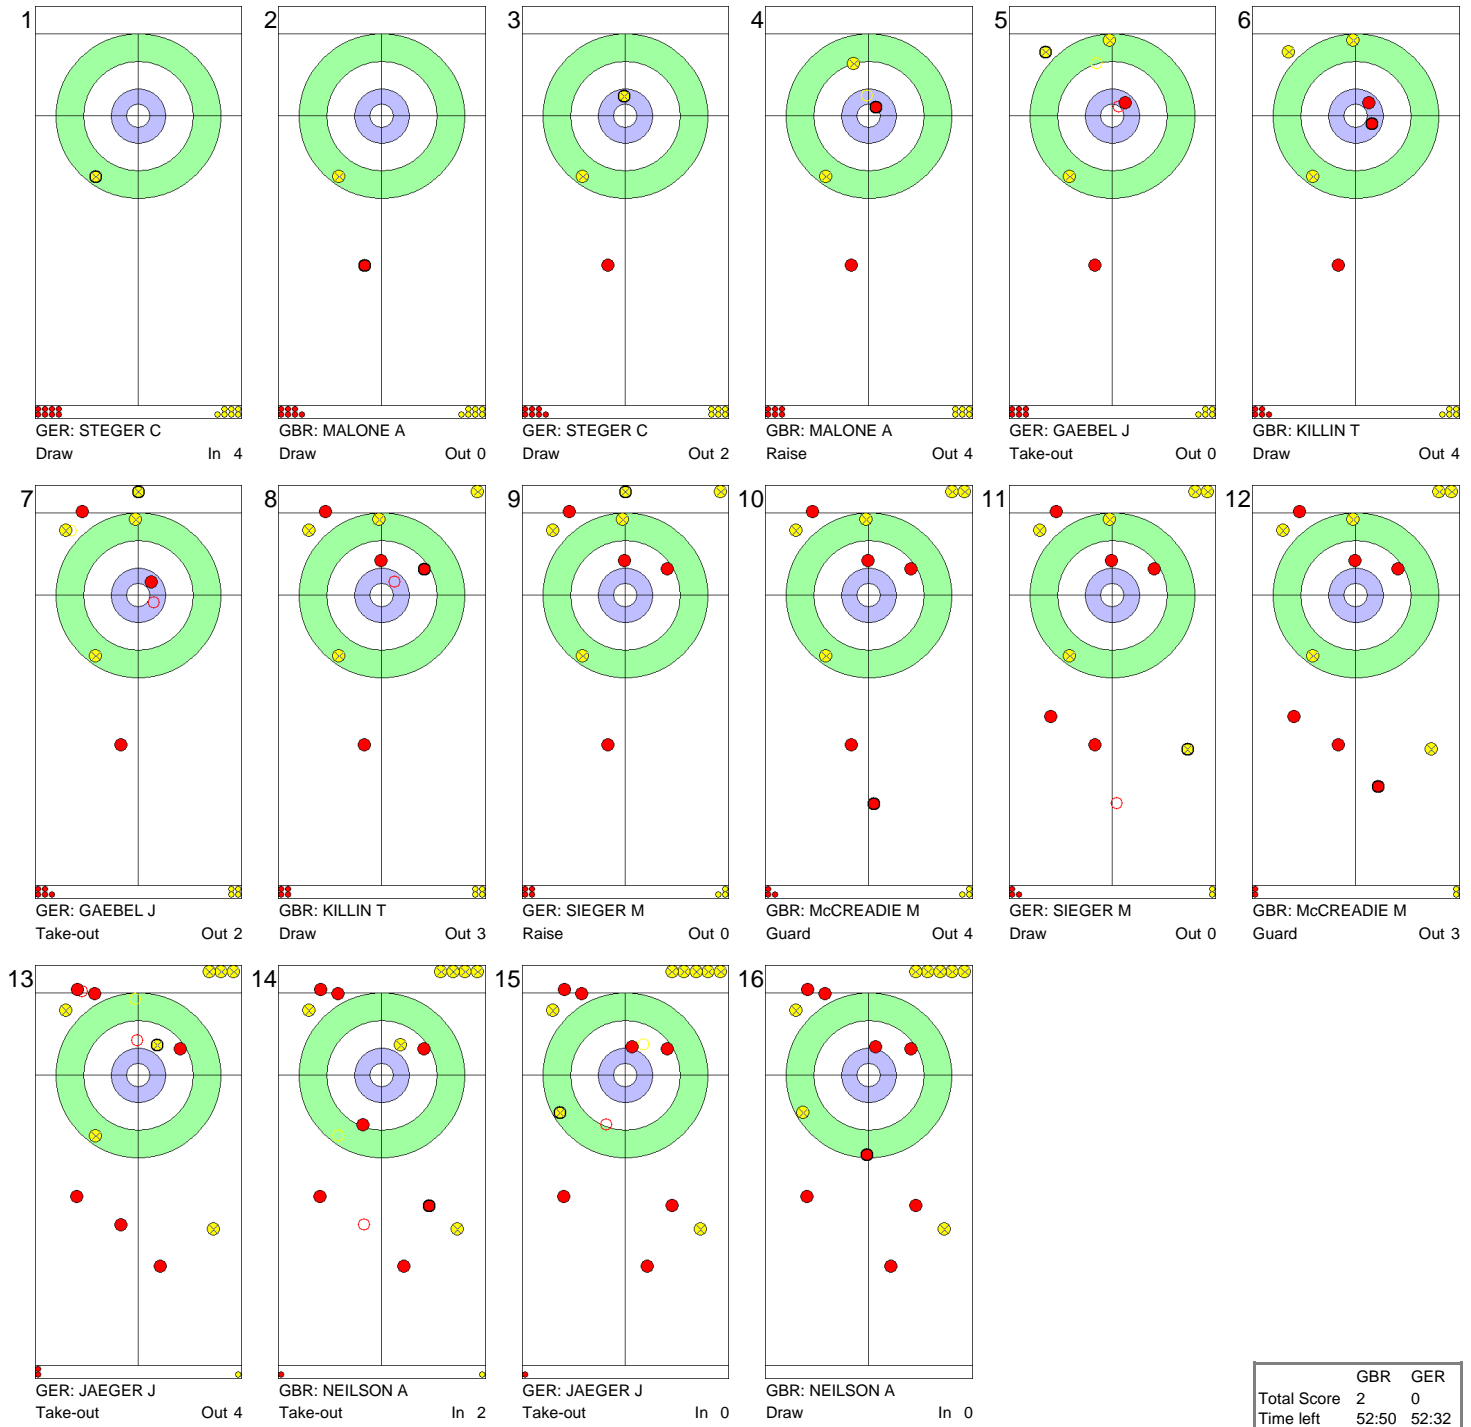 1 2 3 4 5 6
GER: STEGER C GBR: MALONE A GER: STEGER C GBR: MALONE A GER: GAEBEL J GBR: KILLIN T
Draw In 4 Draw Out 0 Draw Out 2 Raise Out 4 Take-out Out 0 Draw Out 4
7 8 9 10 11 12
GER: GAEBEL J GBR: KILLIN T GER: SIEGER M GBR: McCREADIE M GER: SIEGER M GBR: McCREADIE M
Take-out Out 2 Draw Out 3 Raise Out 0 Guard Out 4 Draw Out 0 Guard Out 3
13 14 15 16
GER: JAEGER J GBR: NEILSON A GER: JAEGER J GBR: NEILSON A
Take-out Out 4 Take-out In 2 Take-out In 0 Draw In 0
GBR GER
Total Score 2 0
Time left 52:50 52:32